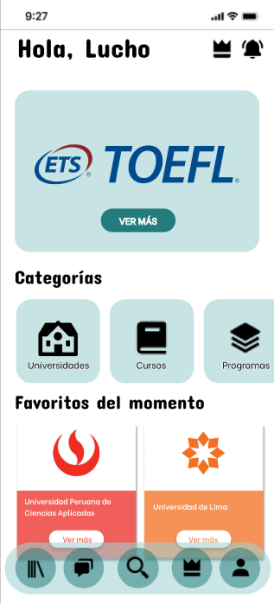 9:27
Hola, Lucho
ETS® TOEFL®
VER MÁS
Categorías
Universidades
Cursos
Programas
Favoritos del momento
Universidad Peruana de
Ciencias Aplicadas
Ver más
Universidad de Lima
Ver más